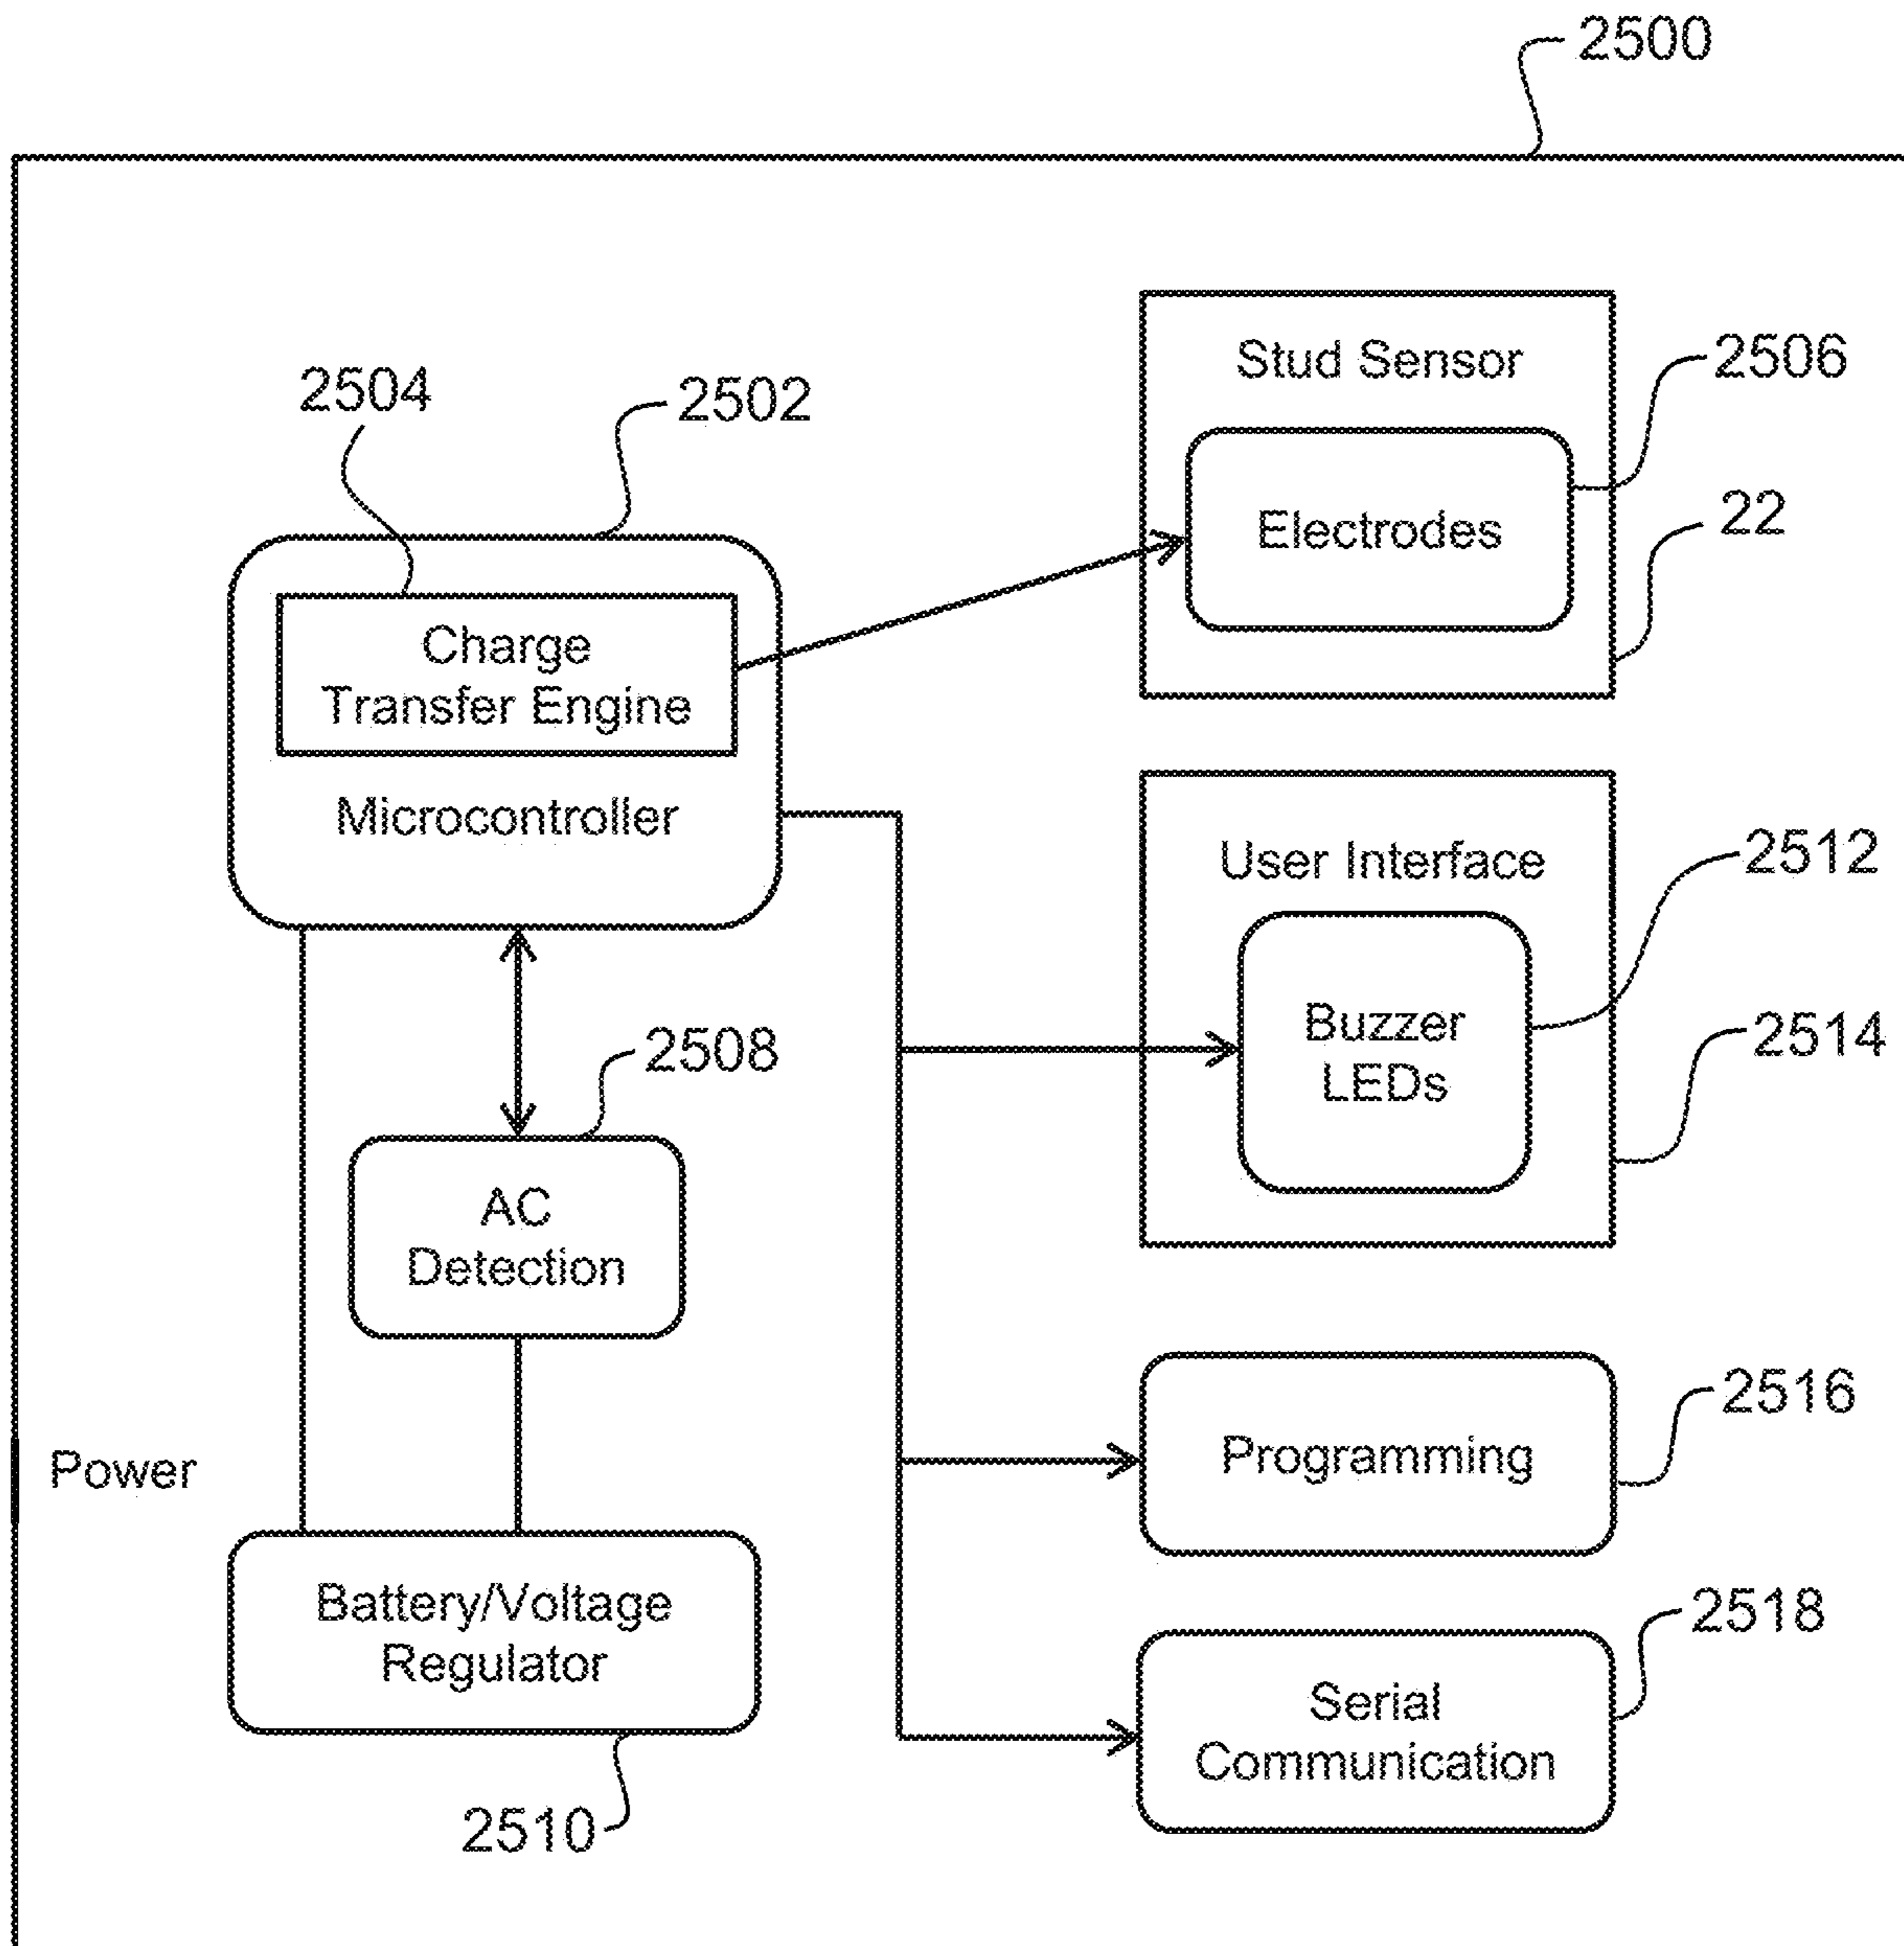 2500
2504
2502
Stud Sensor
2506
Electrodes
22
Charge
Transfer Engine
Microcontroller
User Interface
2512
Buzzer
LEDs
2514
2508
AC
Detection
Power
Programming
2516
Battery/Voltage
Regulator
2510
Serial
Communication
2518